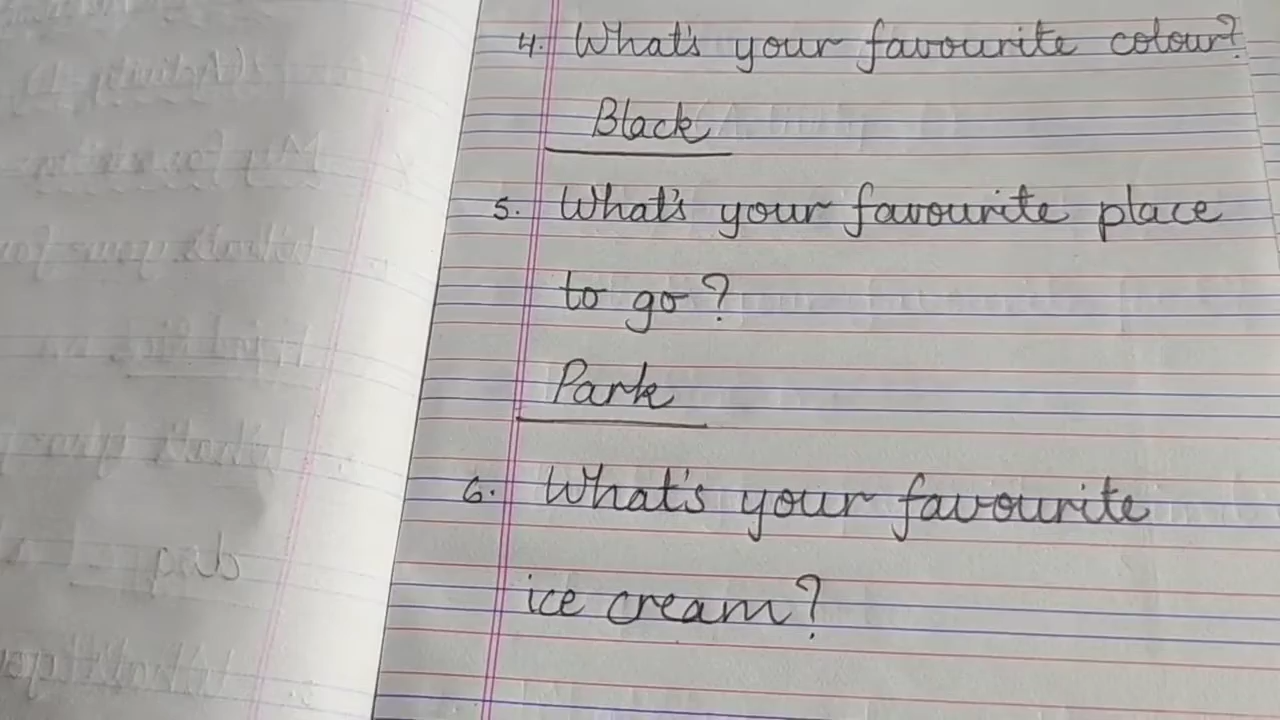 4. What's your favourite colour?
Black
5. What's your favourite place
to go?
Park
6. What's your favourite
ice cream?